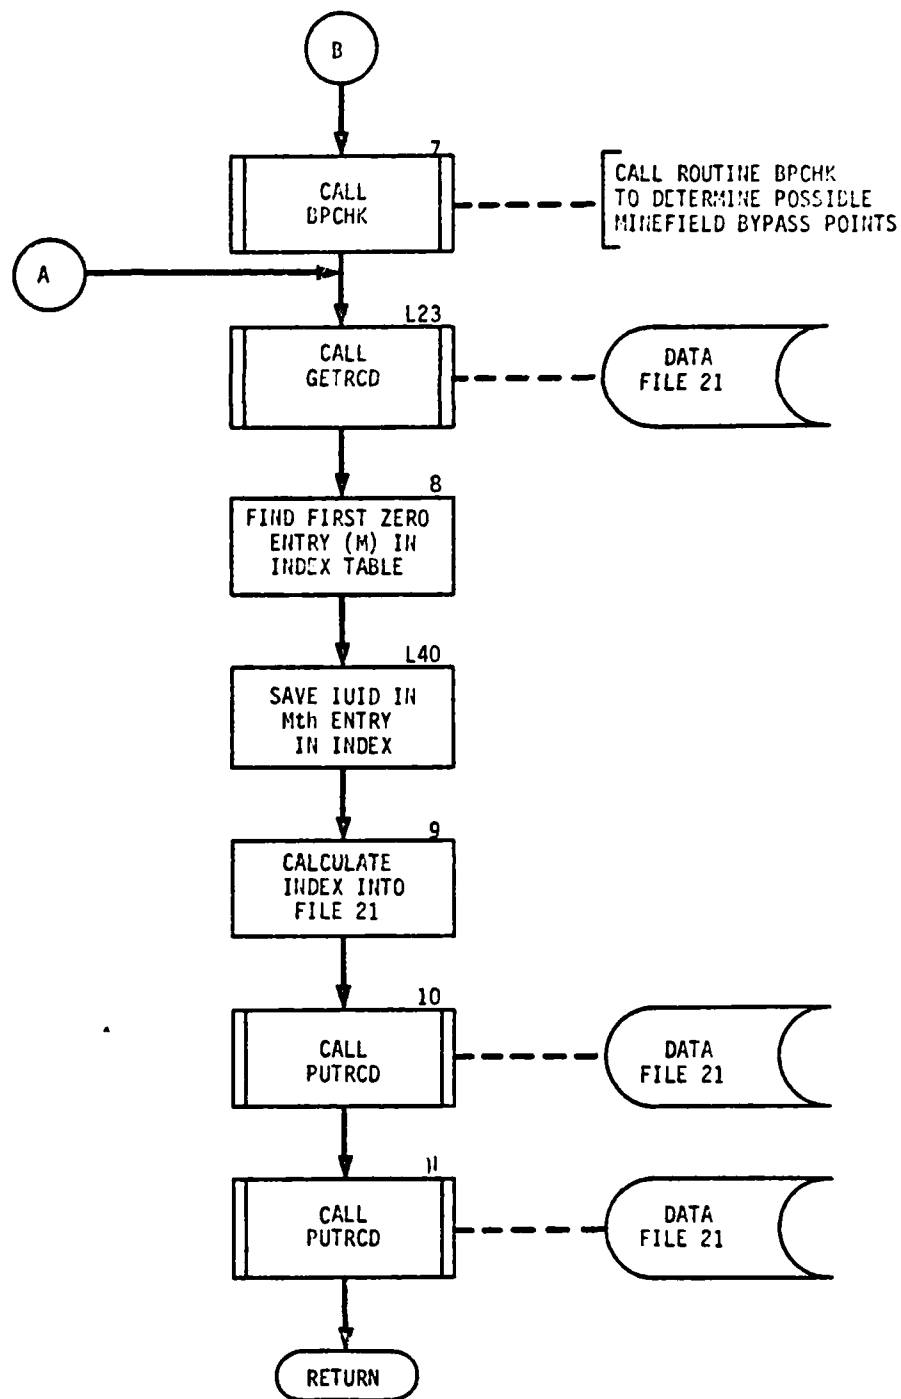 B
7
CALL
BPCHK
CALL ROUTINE BPCHK
TO DETERMINE POSSIBLE
MINEFIELD BYPASS POINTS
A
L23
CALL
GETRCD
DATA
FILE 21
8
FIND FIRST ZERO
ENTRY (M) IN
INDEX TABLE
L40
SAVE IUID IN
Mth ENTRY
IN INDEX
9
CALCULATE
INDEX INTO
FILE 21
10
CALL
PUTRCD
DATA
FILE 21
11
CALL
PUTRCD
DATA
FILE 21
RETURN